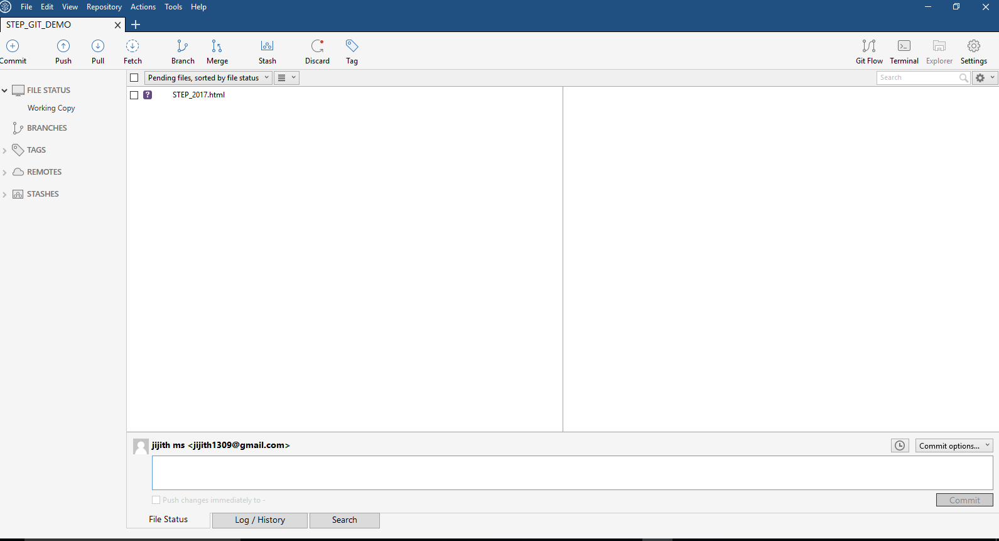 File Edit View Repository Actions Tools Help
STEP_GIT_DEMO
Commit Push Pull Fetch Branch Merge Stash Discard Tag Git Flow Terminal Explorer Settings
Pending files, sorted by file status Search
FILE STATUS
Working Copy
BRANCHES
TAGS
REMOTES
STASHES
? STEP_2017.html
jijith ms <jijith1309@gmail.com> Commit options...
Push changes immediately to - Commit
File Status Log / History Search